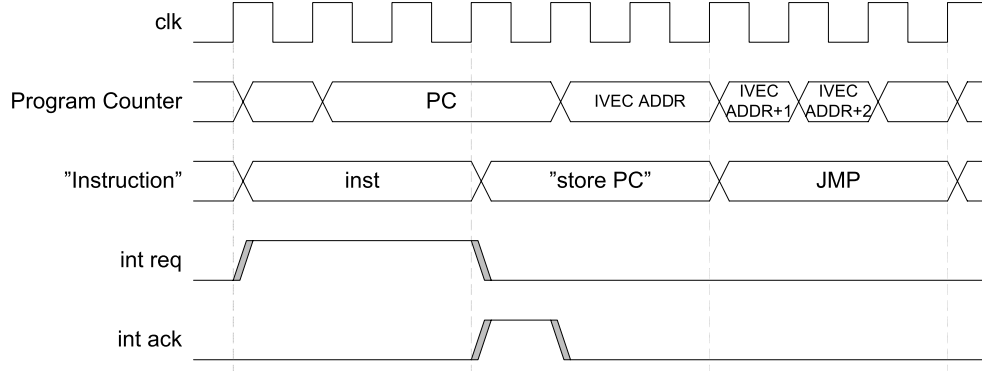 clk
Program Counter
PC
IVEC ADDR
IVEC
ADDR+1
IVEC
ADDR+2
”Instruction”
inst
”store PC”
JMP
int req
int ack